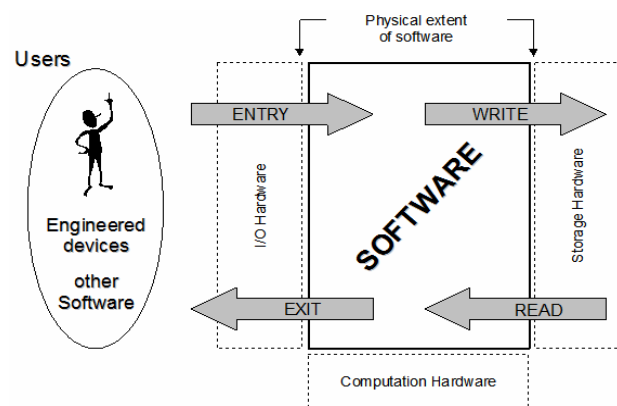 Physical extent
of software
Users
ENTRY
WRITE
I/O Hardware
SOFTWARE
Storage Hardware
Engineered
devices
other
Software
EXIT
READ
Computation Hardware